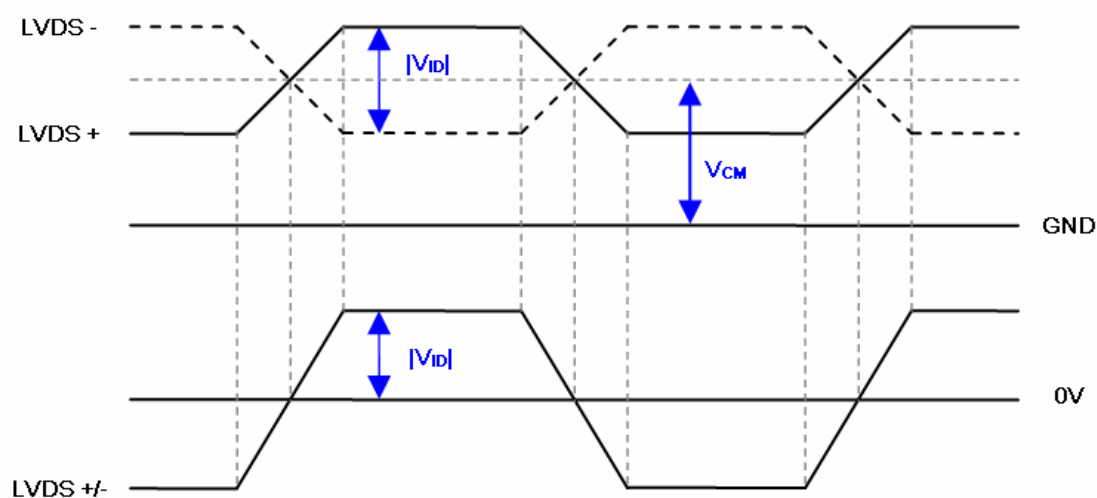 LVDS -
|VID|
LVDS +
VCM
GND
|VID|
0V
LVDS +/-